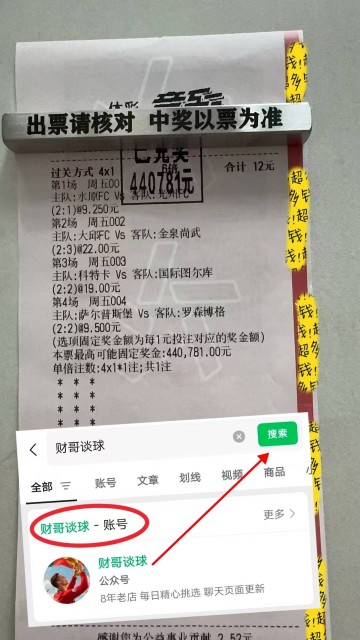 体彩 竞彩
出票请核对 中奖以票为准
已兑奖
440781元
过关方式 4x1
6倍
合计 12元
第1场 周五00
主队:水原FC Vs 客队:光州FC
(2:1)@9.250元
第2场 周五002
主队:大邱FC Vs 客队:金泉尚武
(2:3)@22.00元
第3场 周五003
主队:科特卡 Vs 客队:国际图尔库
(2:2)@19.00元
第4场 周五004
主队:萨尔普斯堡 Vs 客队:罗森博格
(2:2)@9.500元
(选项固定奖金额为每1元投注对应的奖金额)
本票最高可能固定奖金:440,781.00元
单倍注数:4x1*1注;共1注
* * *
* * *
* * *
* * *
财哥谈球
搜索
全部
账号
文章
划线
视频
商品
财哥谈球 - 账号
更多
财哥谈球
公众号
8年老店 每日精心挑选 聊天页面更新
感谢您为公益事业贡献 2.52元